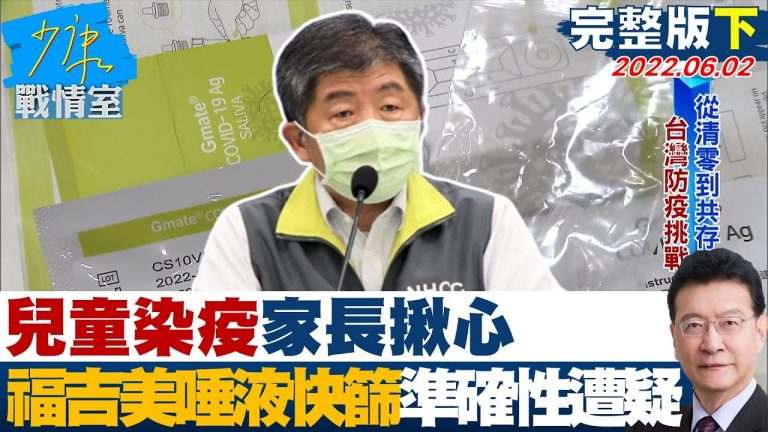 少康
戰情室
完整版下
2022.06.02
從清零到共存
台灣防疫挑戰
Gmate®
COVID-19 Ag
SALIVA
Gmate® COV
CS10V
2022-
Ag
NHCC
兒童染疫家長揪心
福吉美唾液快篩準確性遭疑